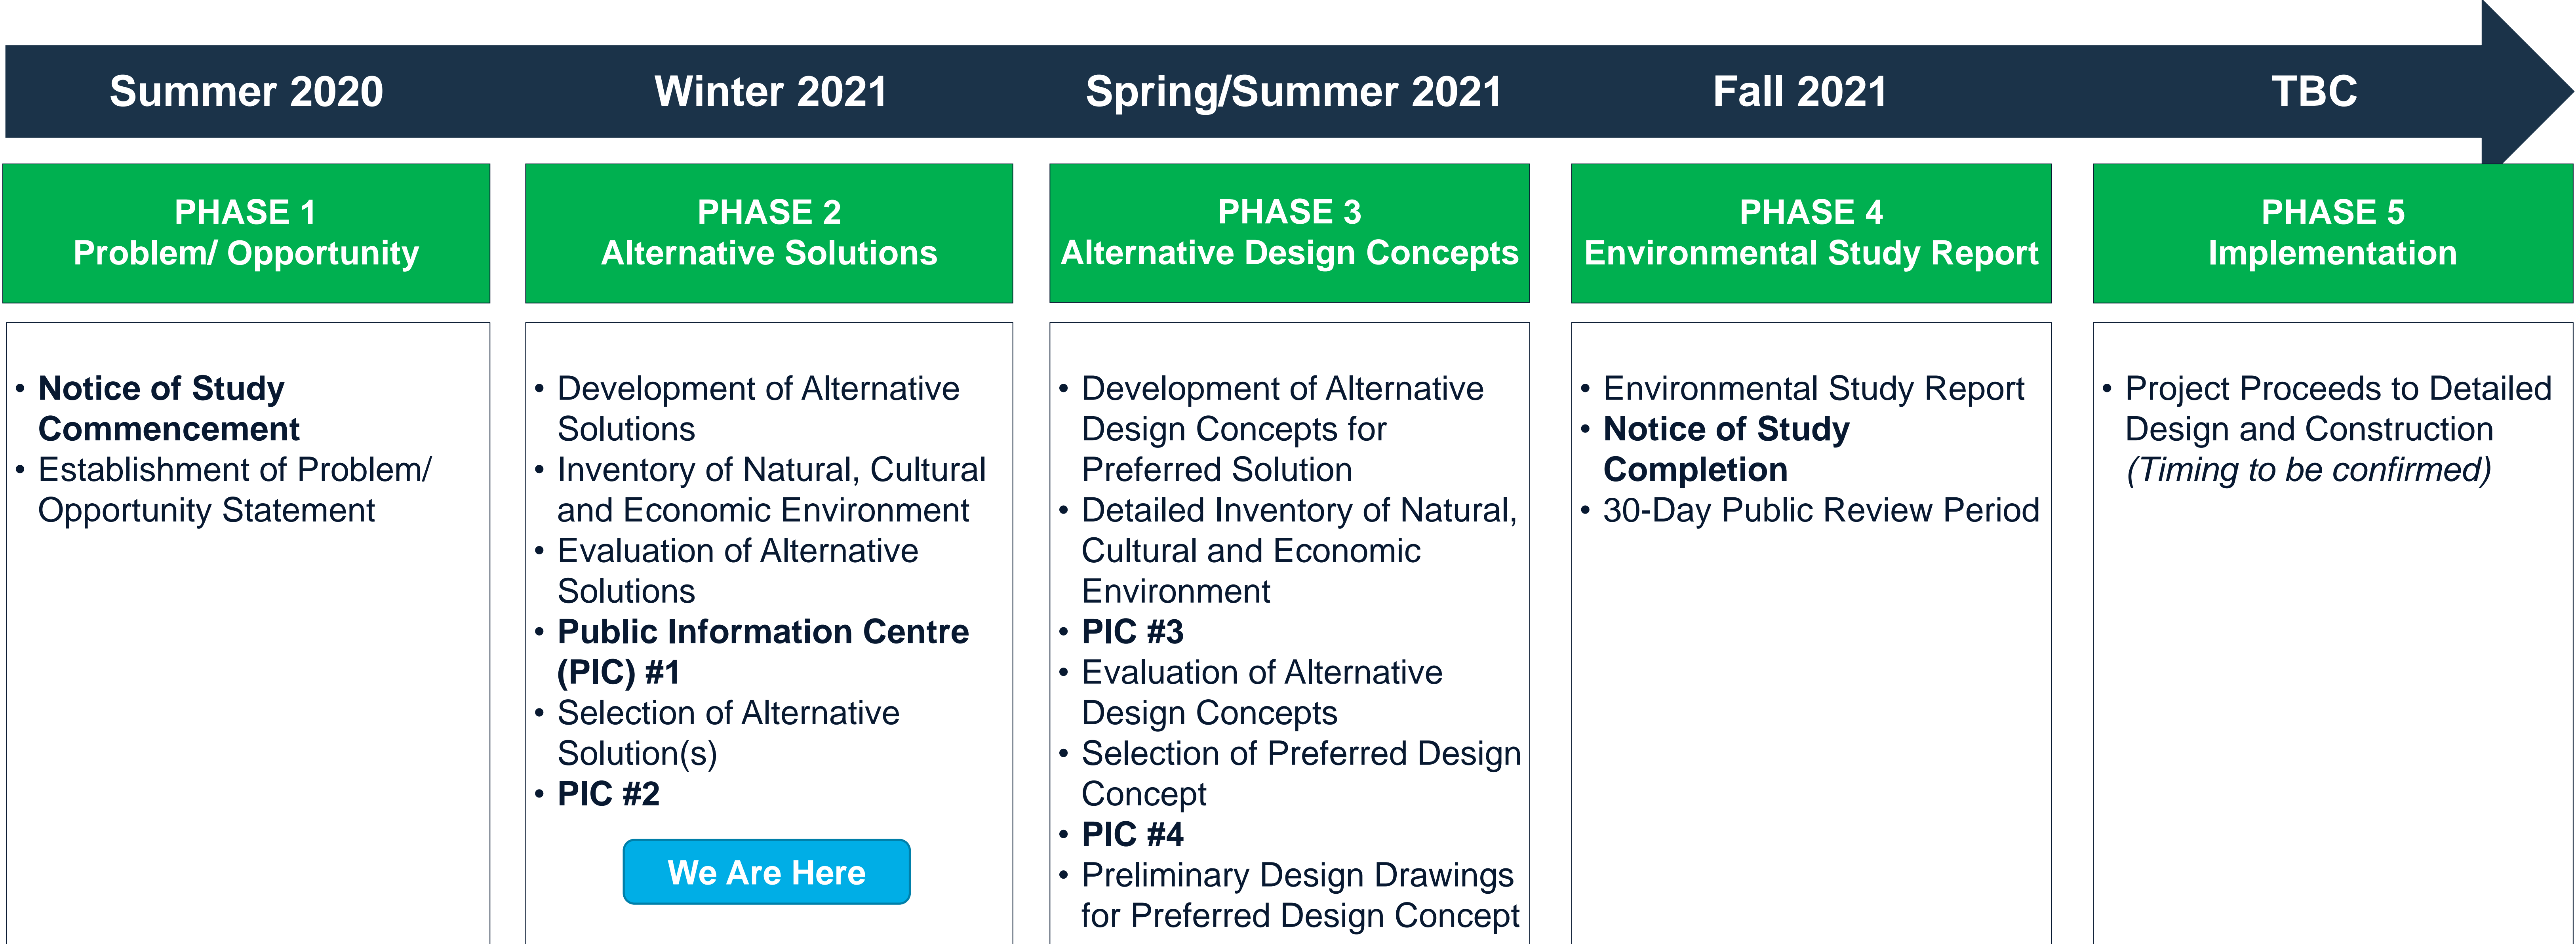 Summer 2020
Winter 2021
Spring/Summer 2021
Fall 2021
TBC
PHASE 1
Problem/ Opportunity
PHASE 2
Alternative Solutions
PHASE 3
Alternative Design Concepts
PHASE 4
Environmental Study Report
PHASE 5
Implementation
• Notice of Study
Commencement
• Establishment of Problem/
Opportunity Statement
• Development of Alternative
Solutions
• Inventory of Natural, Cultural
and Economic Environment
• Evaluation of Alternative
Solutions
• Public Information Centre
(PIC) #1
• Selection of Alternative
Solution(s)
• PIC #2
We Are Here
• Development of Alternative
Design Concepts for
Preferred Solution
• Detailed Inventory of Natural,
Cultural and Economic
Environment
• PIC #3
• Evaluation of Alternative
Design Concepts
• Selection of Preferred Design
Concept
• PIC #4
• Preliminary Design Drawings
for Preferred Design Concept
• Environmental Study Report
• Notice of Study
Completion
• 30-Day Public Review Period
• Project Proceeds to Detailed
Design and Construction
(Timing to be confirmed)